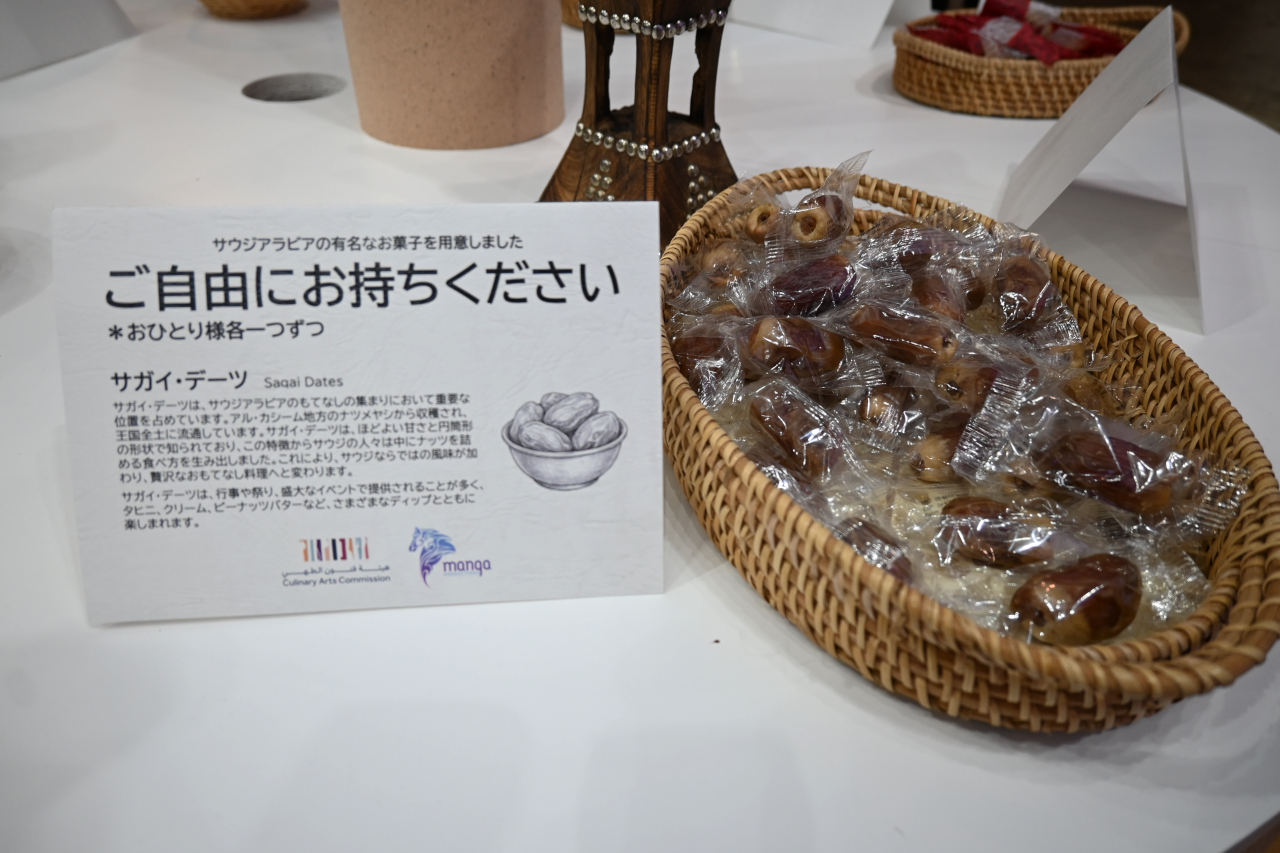 サウジアラビアの有名なお菓子を用意しました
ご自由にお持ちください
＊おひとり様各一つずつ
サガイ・デーツ Sagai Dates
サガイ・デーツは、サウジアラビアのもてなしの集まりにおいて重要な
位置を占めています。アル・カシーム地方のナツメヤシから収穫され、
王国全土に流通しています。サガイ・デーツは、ほどよい甘さと円筒形
の形状で知られており、この特徴からサウジの人々は中にナッツを詰
める食べ方を生み出しました。これにより、サウジならではの風味が加
わり、贅沢なおもてなし料理へと変わります。
サガイ・デーツは、行事や祭り、盛大なイベントで提供されることが多く、
タヒニ、クリーム、ピーナッツバターなど、さまざまなディップとともに
楽しまれます。
هيئة فنون الطهي
Culinary Arts Commission
manga